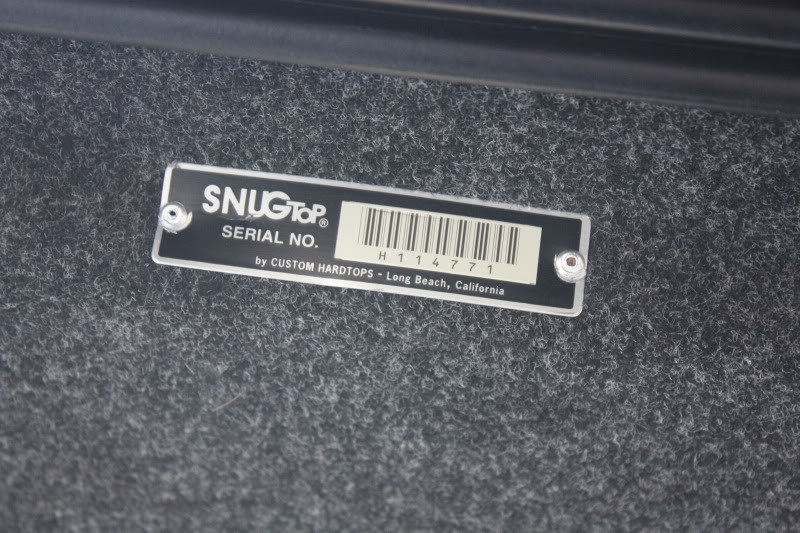 SNUGTOP®
SERIAL NO.
H114771
by CUSTOM HARDTOPS - Long Beach, California